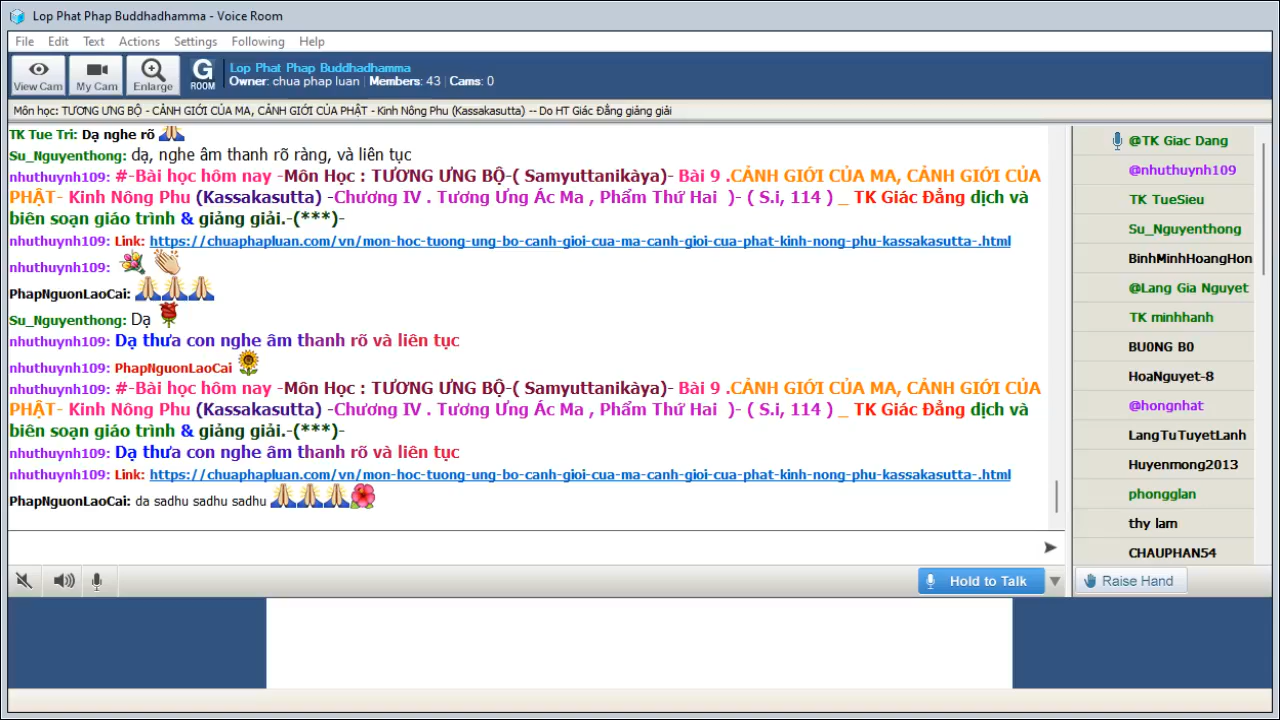 Lop Phat Phap Buddhadhamma - Voice Room
File Edit Text Actions Settings Following Help
View Cam My Cam Enlarge G ROOM
Lop Phat Phap Buddhadhamma
Owner: chua phap luan Members: 43 Cams: 0
Môn học: TƯƠNG ƯNG BỘ - CẢNH GIỚI CỦA MA, CẢNH GIỚI CỦA PHẬT - Kinh Nông Phu (Kassakasutta) -- Do HT Giác Đẳng giảng giải
TK Tue Tri: Dạ nghe rõ
Su_Nguyenthong: dạ, nghe âm thanh rõ ràng, và liên tục
nhuthuynh109: #-Bài học hôm nay -Môn Học : TƯƠNG ƯNG BỘ-( Samyuttanikàya)- Bài 9 .CẢNH GIỚI CỦA MA, CẢNH GIỚI CỦA
PHẬT- Kinh Nông Phu (Kassakasutta) -Chương IV . Tương Ưng Ác Ma , Phẩm Thứ Hai )- ( S.i, 114 ) _ TK Giác Đẳng dịch và
biên soạn giáo trình & giảng giải.-(***)-
nhuthuynh109: Link: https://chuaphapluan.com/vn/mon-hoc-tuong-ung-bo-canh-gioi-cua-ma-canh-gioi-cua-phat-kinh-nong-phu-kassakasutta-.html
nhuthuynh109:
PhapNguonLaoCai:
Su_Nguyenthong: Dạ
nhuthuynh109: Dạ thưa con nghe âm thanh rõ và liên tục
nhuthuynh109: PhapNguonLaoCai
nhuthuynh109: #-Bài học hôm nay -Môn Học : TƯƠNG ƯNG BỘ-( Samyuttanikàya)- Bài 9 .CẢNH GIỚI CỦA MA, CẢNH GIỚI CỦA
PHẬT- Kinh Nông Phu (Kassakasutta) -Chương IV . Tương Ưng Ác Ma , Phẩm Thứ Hai )- ( S.i, 114 ) _ TK Giác Đẳng dịch và
biên soạn giáo trình & giảng giải.-(***)-
nhuthuynh109: Dạ thưa con nghe âm thanh rõ và liên tục
nhuthuynh109: Link: https://chuaphapluan.com/vn/mon-hoc-tuong-ung-bo-canh-gioi-cua-ma-canh-gioi-cua-phat-kinh-nong-phu-kassakasutta-.html
PhapNguonLaoCai: dạ sadhu sadhu sadhu
@TK Giac Dang
@nhuthuynh109
TK TueSieu
Su_Nguyenthong
BinhMinhHoangHon
@Lang Gia Nguyet
TK minhhanh
BU0NG B0
HoaNguyet-8
@hongnhat
LangTuTuyetLanh
Huyenmong2013
phongglan
thy lam
CHAUPHAN54
Hold to Talk
Raise Hand